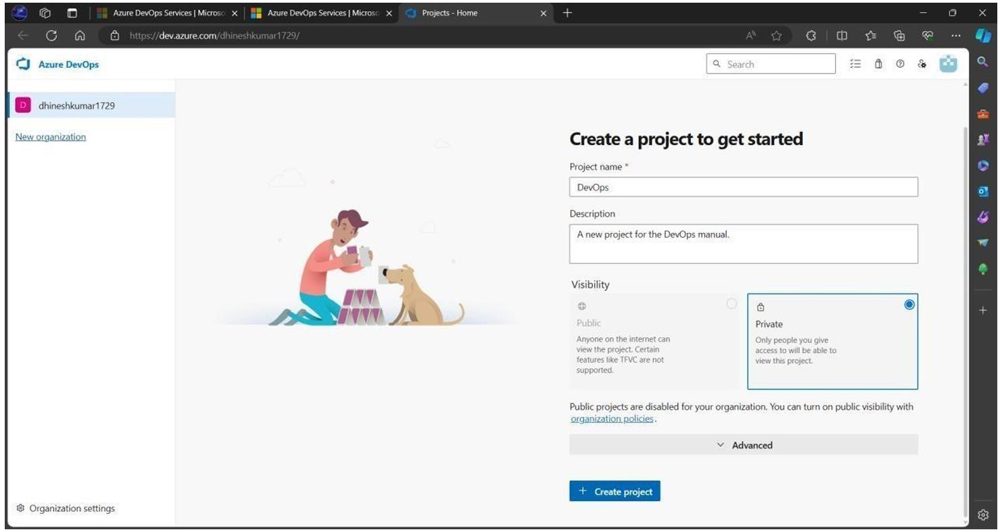 Azure DevOps Services | Microso
Azure DevOps Services | Microso
Projects - Home
https://dev.azure.com/dhineshkumar1729/
Azure DevOps
Search
D
dhineshkumar1729
New organization
Create a project to get started
Project name *
DevOps
Description
A new project for the DevOps manual.
Visibility
Public
Anyone on the internet can
view the project. Certain
features like TFVC are not
supported.
Private
Only people you give
access to will be able to
view this project.
Public projects are disabled for your organization. You can turn on public visibility with
organization policies.
Advanced
+ Create project
Organization settings